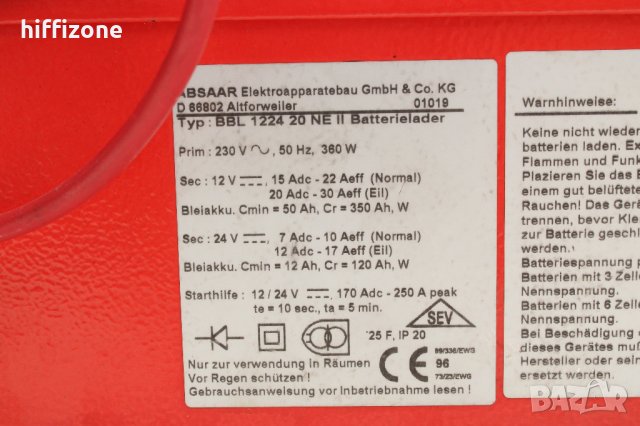 hiffizone
ABSAAR Elektroapparatebau GmbH & Co. KG
D 66802 Altforweiler 01019
Typ: BBL 1224 20 NE II Batterielader
Prim : 230 V 50 Hz, 360 W
Sec : 12 V 15 Adc - 22 Aeff (Normal)
20 Adc - 30 Aeff (Eil)
Bleiakku. Cmin = 50 Ah, Cr = 350 Ah, W
Sec : 24 V 7 Adc - 10 Aeff (Normal)
12 Adc - 17 Aeff (Eil)
Bleiakku. Cmin = 12 Ah, Cr = 120 Ah, W
Starthilfe : 12 / 24 V 170 Adc - 250 A peak
te = 10 sec., ta = 5 min.
SEV
25 F, IP 20
CE
89/336/EWG
96
73/23/EWG
Nur zur verwendung in Räumen
Vor Regen schützen !
Gebrauchsanweisung vor Inbetriebnahme lesen !
Warnhinweise:
Keine nicht wieder
batterien laden. Ex
Flammen und Funk
Plazieren Sie das B
einem gut belüftete
Rauchen! Das Gerä
trennen, bevor Kle
zur Batterie geschl
werden.
Batteriespannung
Batterien mit 3 Zelle
Nennspannung.
Batterien mit 6 Zelle
Nennspannung.
Bei Beschädigung
dieses Gerätes muß
Hersteller oder sein
ersetzt werden.
BAZAR